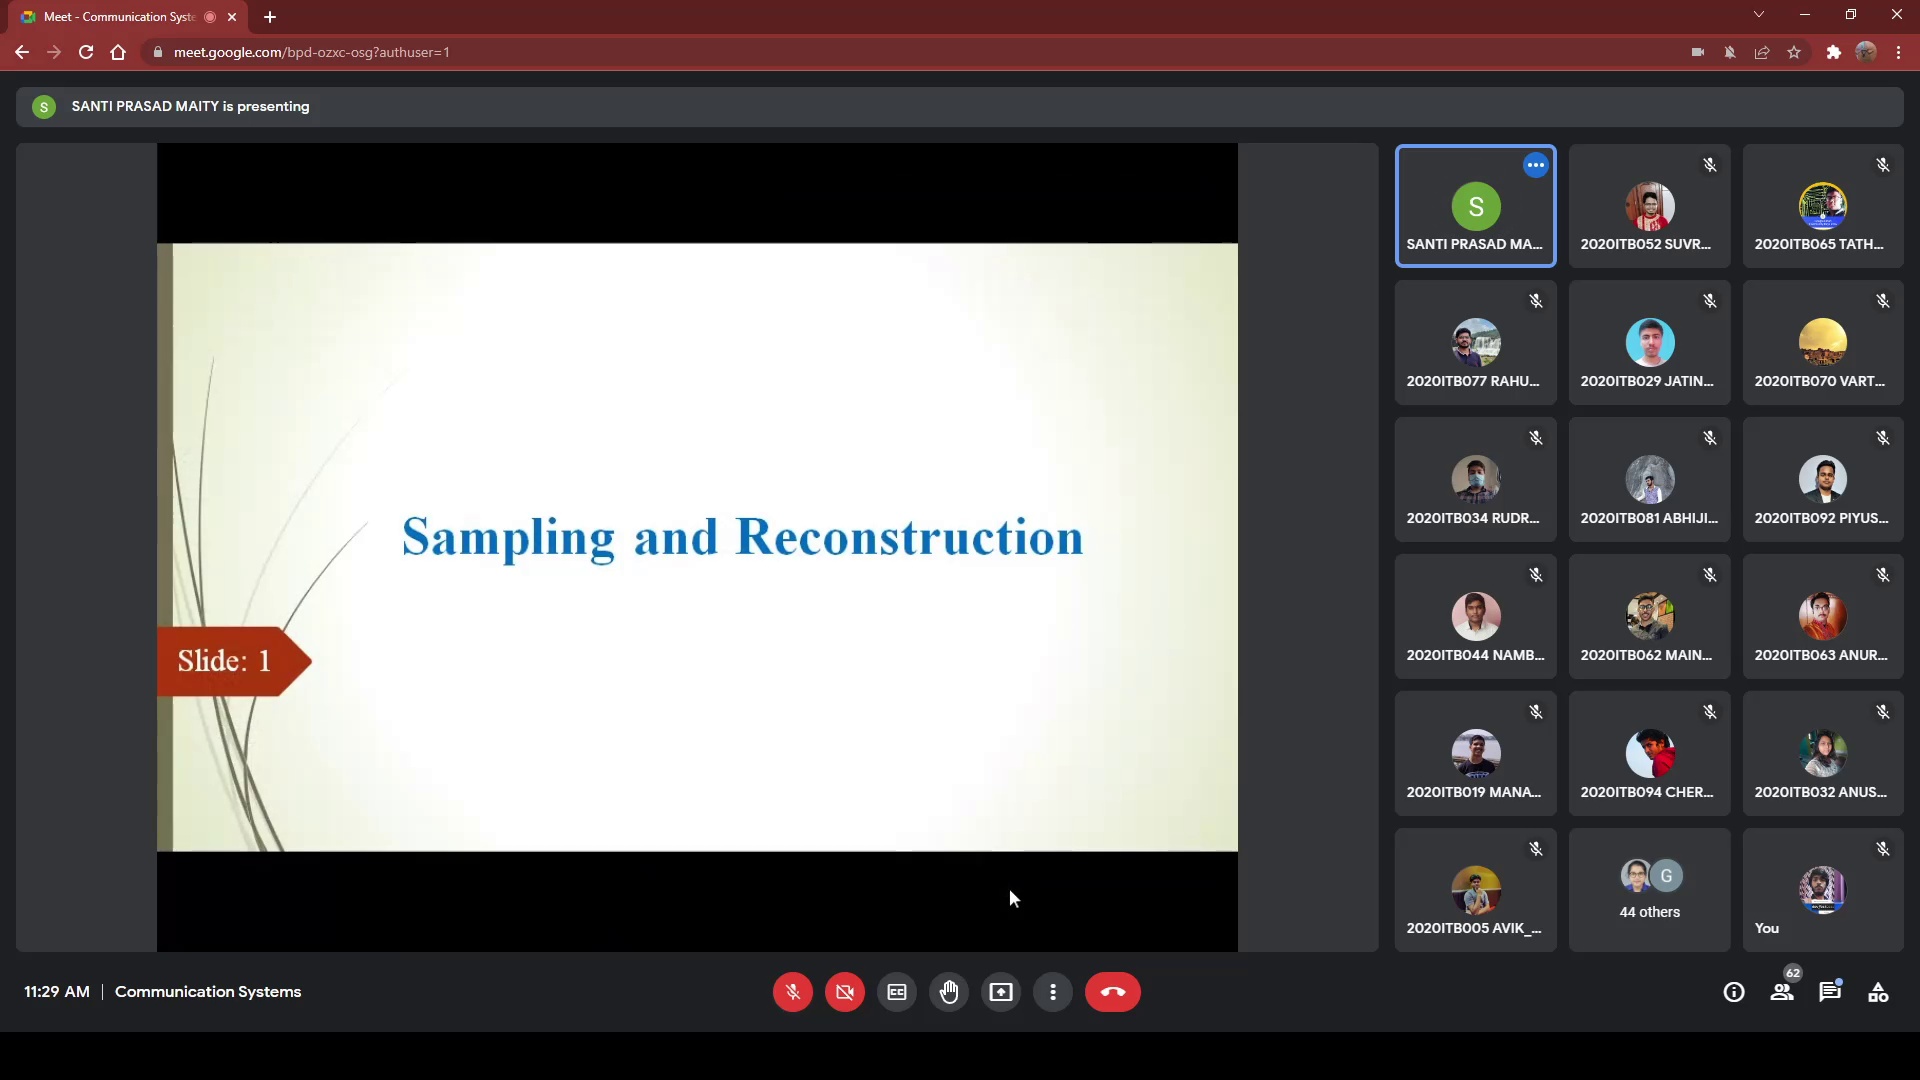 Meet - Communication Syste
meet.google.com/bpd-ozxc-osg?authuser=1
S
SANTI PRASAD MAITY is presenting
Sampling and Reconstruction
Slide: 1
S
SANTI PRASAD MA...
2020ITB052 SUVR...
2020ITB065 TATH...
2020ITB077 RAHU...
2020ITB029 JATIN...
2020ITB070 VART...
2020ITB034 RUDR...
2020ITB081 ABHIJI...
2020ITB092 PIYUS...
2020ITB044 NAMB...
2020ITB062 MAIN...
2020ITB063 ANUR...
2020ITB019 MANA...
2020ITB094 CHER...
2020ITB032 ANUS...
2020ITB005 AVIK_...
G
44 others
You
11:29 AM | Communication Systems
62